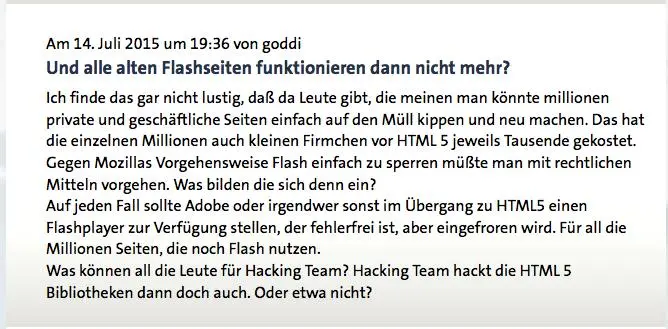 Am 14. Juli 2015 um 19:36 von goddi
Und alle alten Flashseiten funktionieren dann nicht mehr?
Ich finde das gar nicht lustig, daß da Leute gibt, die meinen man könnte millionen
private und geschäftliche Seiten einfach auf den Müll kippen und neu machen. Das hat
die einzelnen Millionen auch kleinen Firmchen vor HTML 5 jeweils Tausende gekostet.
Gegen Mozillas Vorgehensweise Flash einfach zu sperren müßte man mit rechtlichen
Mitteln vorgehen. Was bilden die sich denn ein?
Auf jeden Fall sollte Adobe oder irgendwer sonst im Übergang zu HTML5 einen
Flashplayer zur Verfügung stellen, der fehlerfrei ist, aber eingefroren wird. Für all die
Millionen Seiten, die noch Flash nutzen.
Was können all die Leute für Hacking Team? Hacking Team hackt die HTML 5
Bibliotheken dann doch auch. Oder etwa nicht?